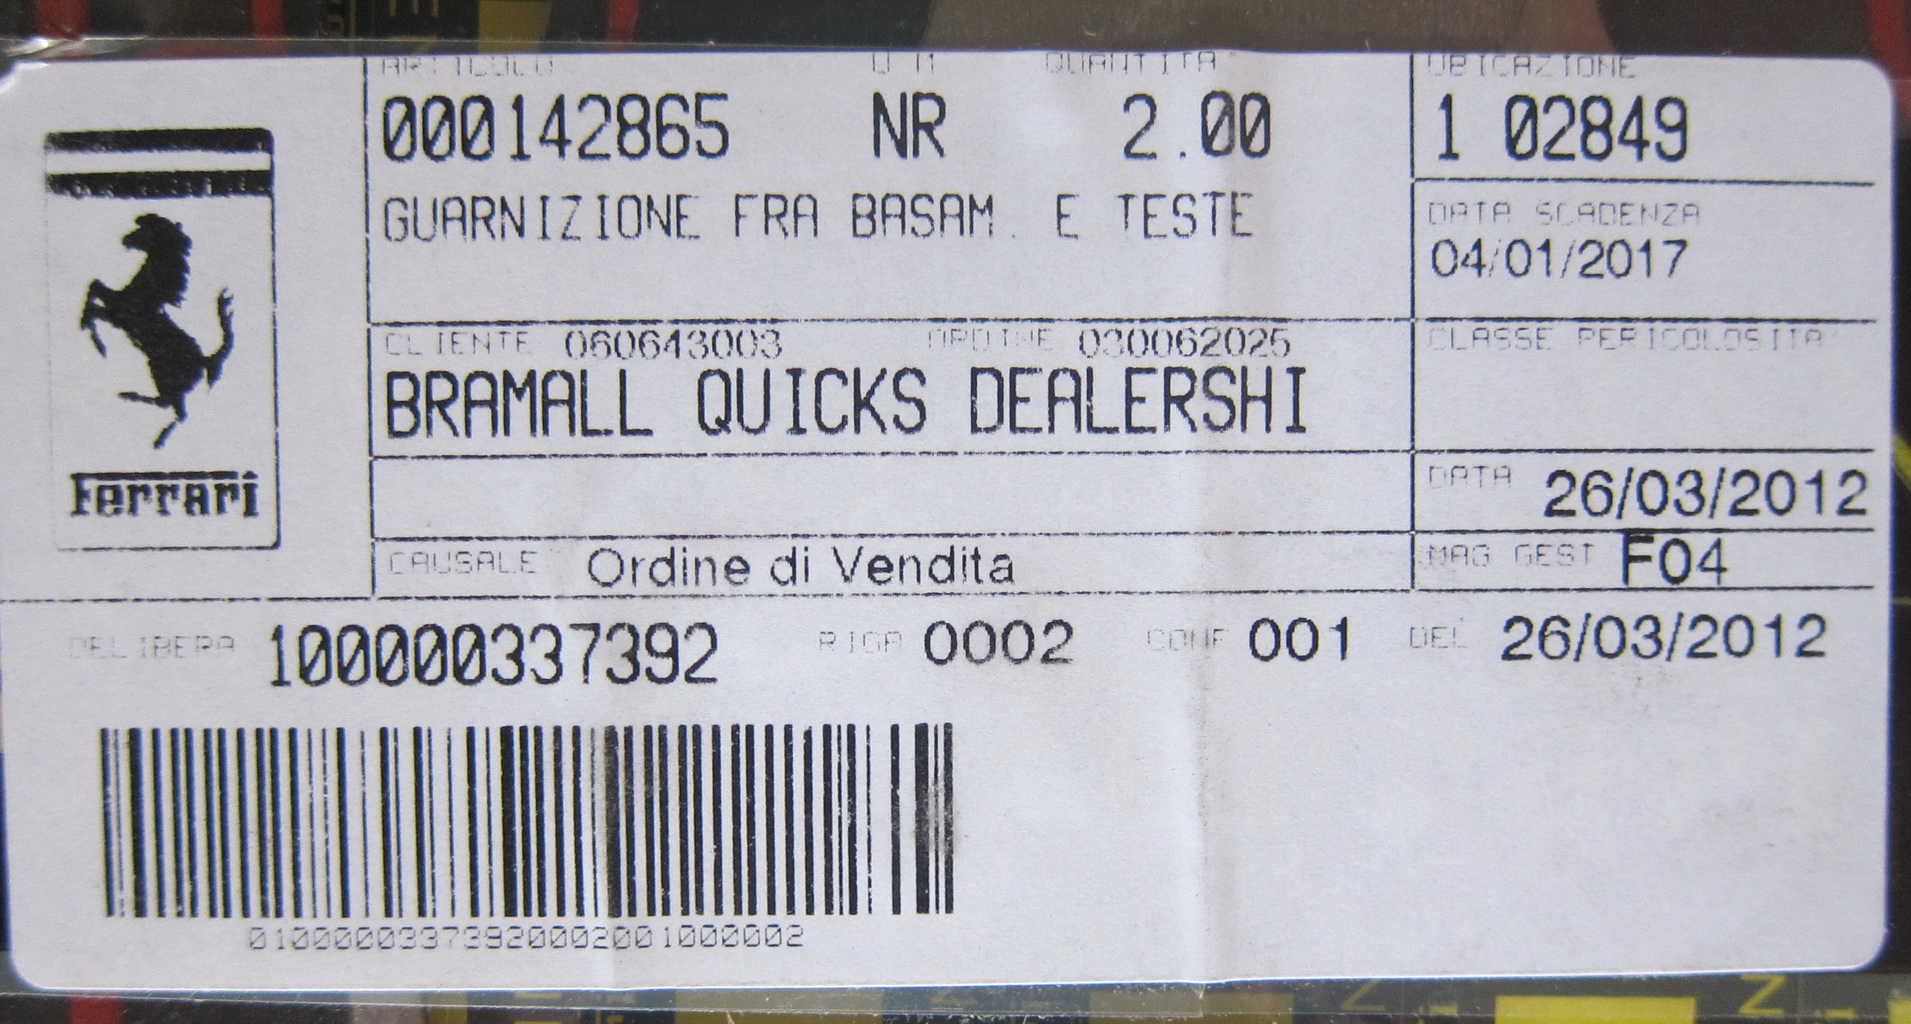 ARTICOLO U M QUANTITA UBICAZIONE
000142865 NR 2.00 1 02849
GUARNIZIONE FRA BASAM. E TESTE
DATA SCADENZA
04/01/2017
CLIENTE 060643003 ORDINE 030062025 CLASSE PERICOLOSITA
BRAMALL QUICKS DEALERSHI
Ferrari
DATA 26/03/2012
CAUSALE Ordine di Vendita MAG GEST F04
DELIBERA 100000337392 RIGA 0002 CONF 001 DEL 26/03/2012
01000003373920002001000002